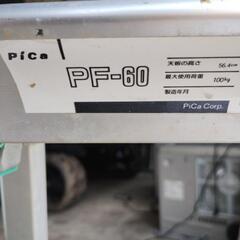 PiCa
PF-60
天板の高さ 56.4cm
最大使用荷重 100kg
製造年月
PiCa Corp.